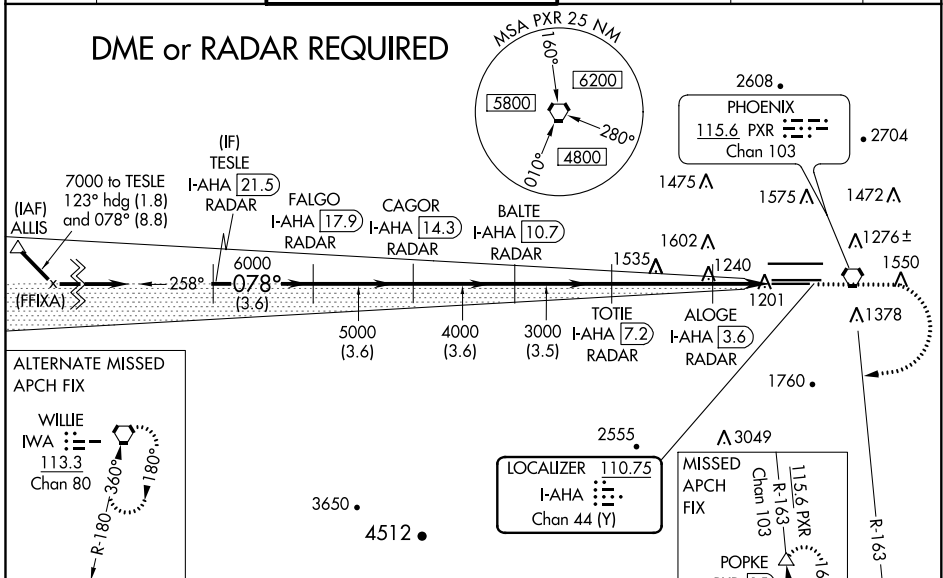 DME or RADAR REQUIRED
MSA PXR 25 NM
160°
6200
5800
280°
010°
4800
2608
PHOENIX
115.6 PXR
Chan 103
2704
(IF)
TESLE
I-AHA 21.5
RADAR
7000 to TESLE
123° hdg (1.8)
and 078° (8.8)
(IAF)
ALLIS
FALGO
I-AHA 17.9
RADAR
CAGOR
I-AHA 14.3
RADAR
BALTE
I-AHA 10.7
RADAR
1475
1575
1472
1602
1276±
1535
1240
1550
(FFIXA)
258°
6000
078°
(3.6)
1201
5000
(3.6)
4000
(3.6)
3000
(3.5)
TOTIE
I-AHA 7.2
RADAR
ALOGE
I-AHA 3.6
RADAR
1378
1760
ALTERNATE MISSED
APCH FIX
WILLIE
IWA
113.3
Chan 80
360°
180°
R-180
2555
3049
LOCALIZER 110.75
I-AHA
Chan 44 (Y)
3650
4512
MISSED
APCH
FIX
115.6 PXR
Chan 103
R-163
POPKE
R-163